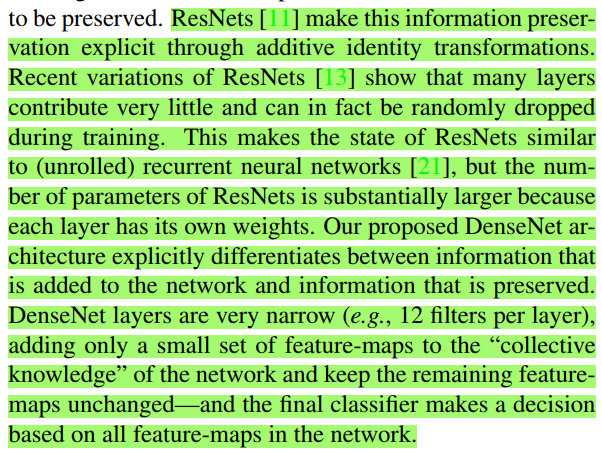 to be preserved. ResNets [11] make this information preser-
vation explicit through additive identity transformations.
Recent variations of ResNets [13] show that many layers
contribute very little and can in fact be randomly dropped
during training. This makes the state of ResNets similar
to (unrolled) recurrent neural networks [21], but the num-
ber of parameters of ResNets is substantially larger because
each layer has its own weights. Our proposed DenseNet ar-
chitecture explicitly differentiates between information that
is added to the network and information that is preserved.
DenseNet layers are very narrow (e.g., 12 filters per layer),
adding only a small set of feature-maps to the “collective
knowledge” of the network and keep the remaining feature-
maps unchanged—and the final classifier makes a decision
based on all feature-maps in the network.